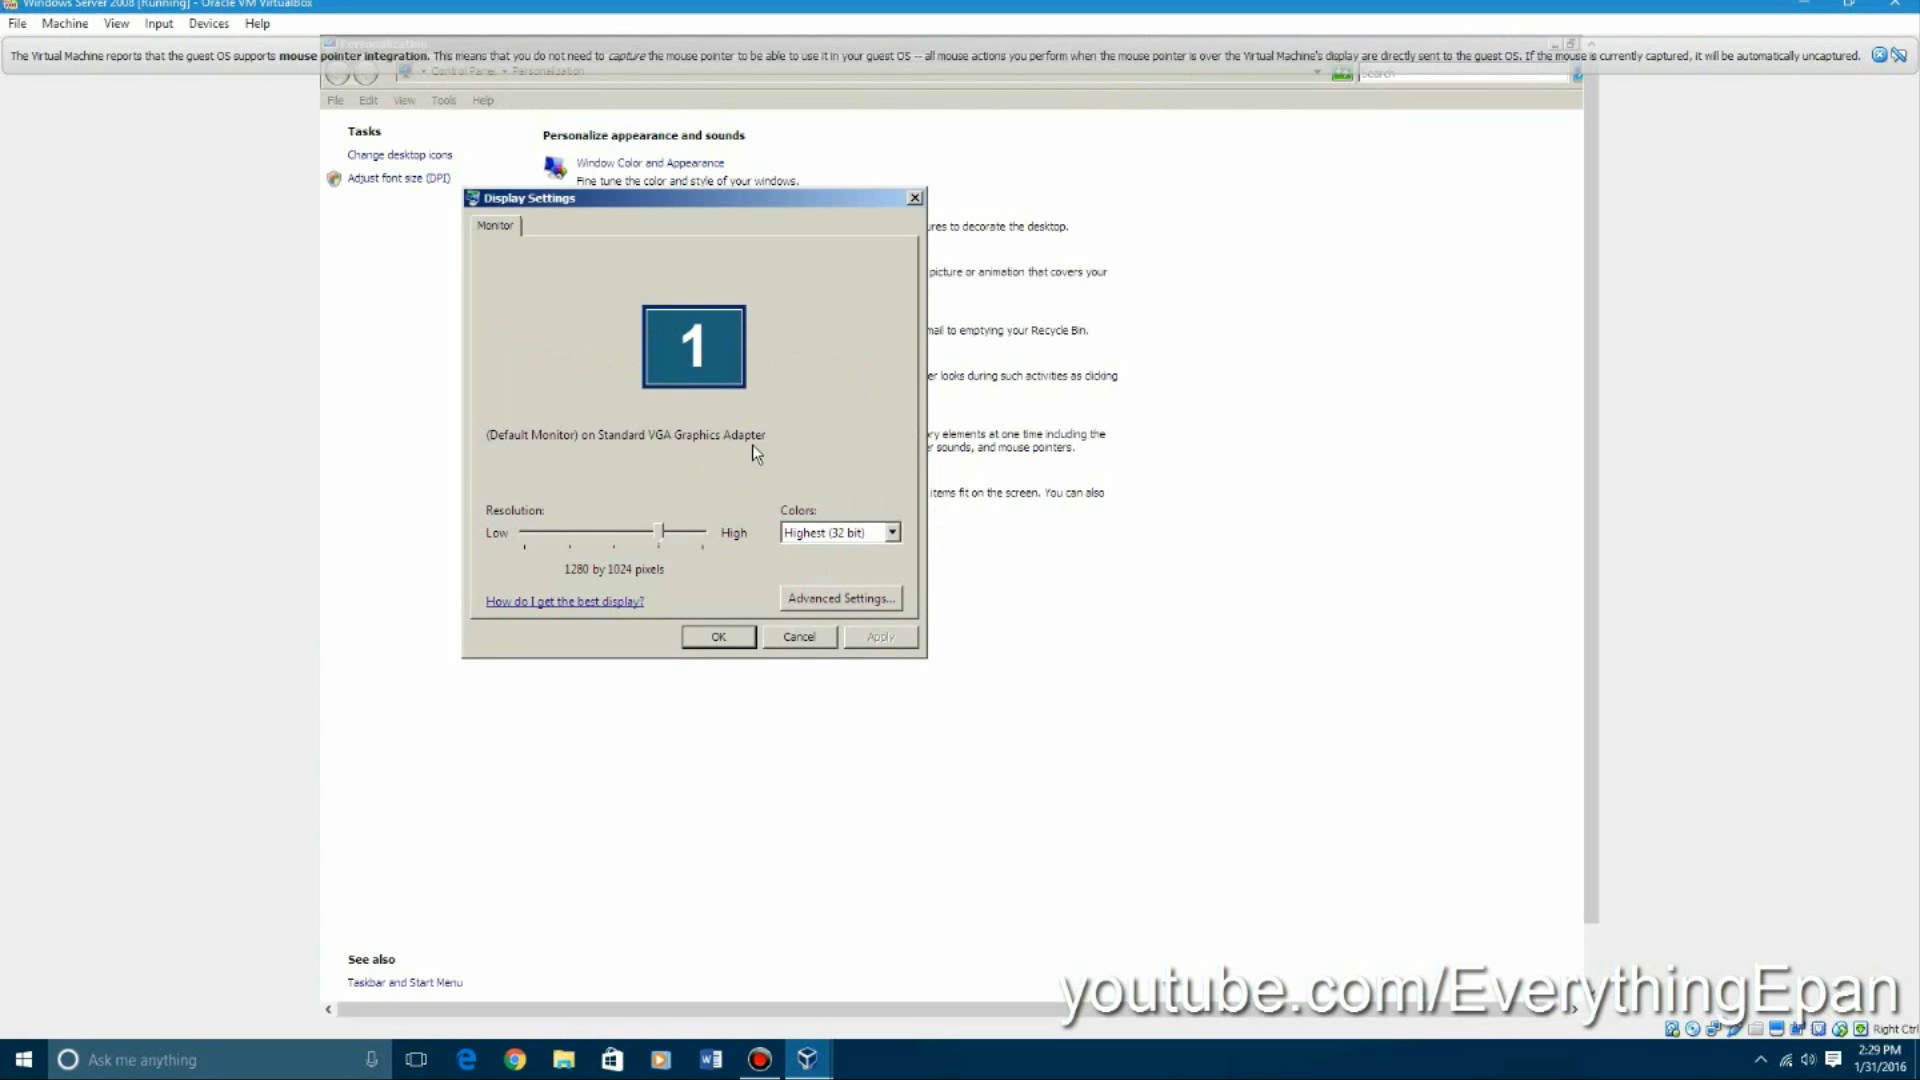 Windows Server 2008 [Running] - Oracle VM VirtualBox
File Machine View Input Devices Help
The Virtual Machine reports that the guest OS supports mouse pointer integration. This means that you do not need to capture the mouse pointer to be able to use it in your guest OS -- all mouse actions you perform when the mouse pointer is over the Virtual Machine's display are directly sent to the guest OS. If the mouse is currently captured, it will be automatically uncaptured.
Personalization
Control Panel Personalization
Search
File Edit View Tools Help
Tasks
Change desktop icons
Adjust font size (DPI)
Personalize appearance and sounds
Window Color and Appearance
Fine tune the color and style of your windows.
Display Settings
Monitor
ures to decorate the desktop.
picture or animation that covers your
mail to emptying your Recycle Bin.
er looks during such activities as clicking
ry elements at one time including the
er sounds, and mouse pointers.
items fit on the screen. You can also
1
(Default Monitor) on Standard VGA Graphics Adapter
Resolution:
Low High
1280 by 1024 pixels
Colors:
Highest (32 bit)
How do I get the best display?
Advanced Settings...
OK Cancel Apply
See also
Taskbar and Start Menu
youtube.com/EverythingEpan
Right Ctrl
Ask me anything
2:29 PM
1/31/2016